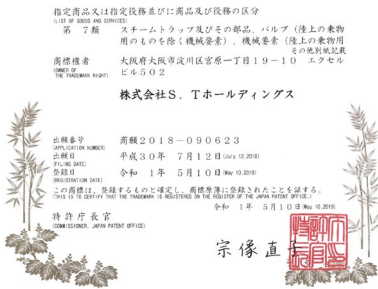 指定商品又は指定役務並びに商品及び役務の区分
(LIST OF GOODS AND SERVICES)
第 7類 スチームトラップ及びその部品，バルブ（陸上の乗物
用のものを除く機械要素），機械要素（陸上の乗物用
その他別紙記載
商標権者 大阪府大阪市淀川区宮原一丁目19－10 エクセル
(OWNER OF THE TRADEMARK RIGHT) ビル502
株式会社S．Tホールディングス
出願番号 商願2018－090623
(APPLICATION NUMBER)
出願日 平成30年 7月12日(July 12,2018)
(FILING DATE)
登録日 令和 1年 5月10日(May 10,2019)
(REGISTRATION DATE)
この商標は，登録するものと確定し，商標原簿に登録されたことを証する。
(THIS IS TO CERTIFY THAT THE TRADEMARK IS REGISTERED ON THE REGISTER OF THE JAPAN PATENT OFFICE.)
令和 1年 5月10日(May 10,2019)
特許庁長官
(COMMISSIONER, JAPAN PATENT OFFICE)
宗像直子